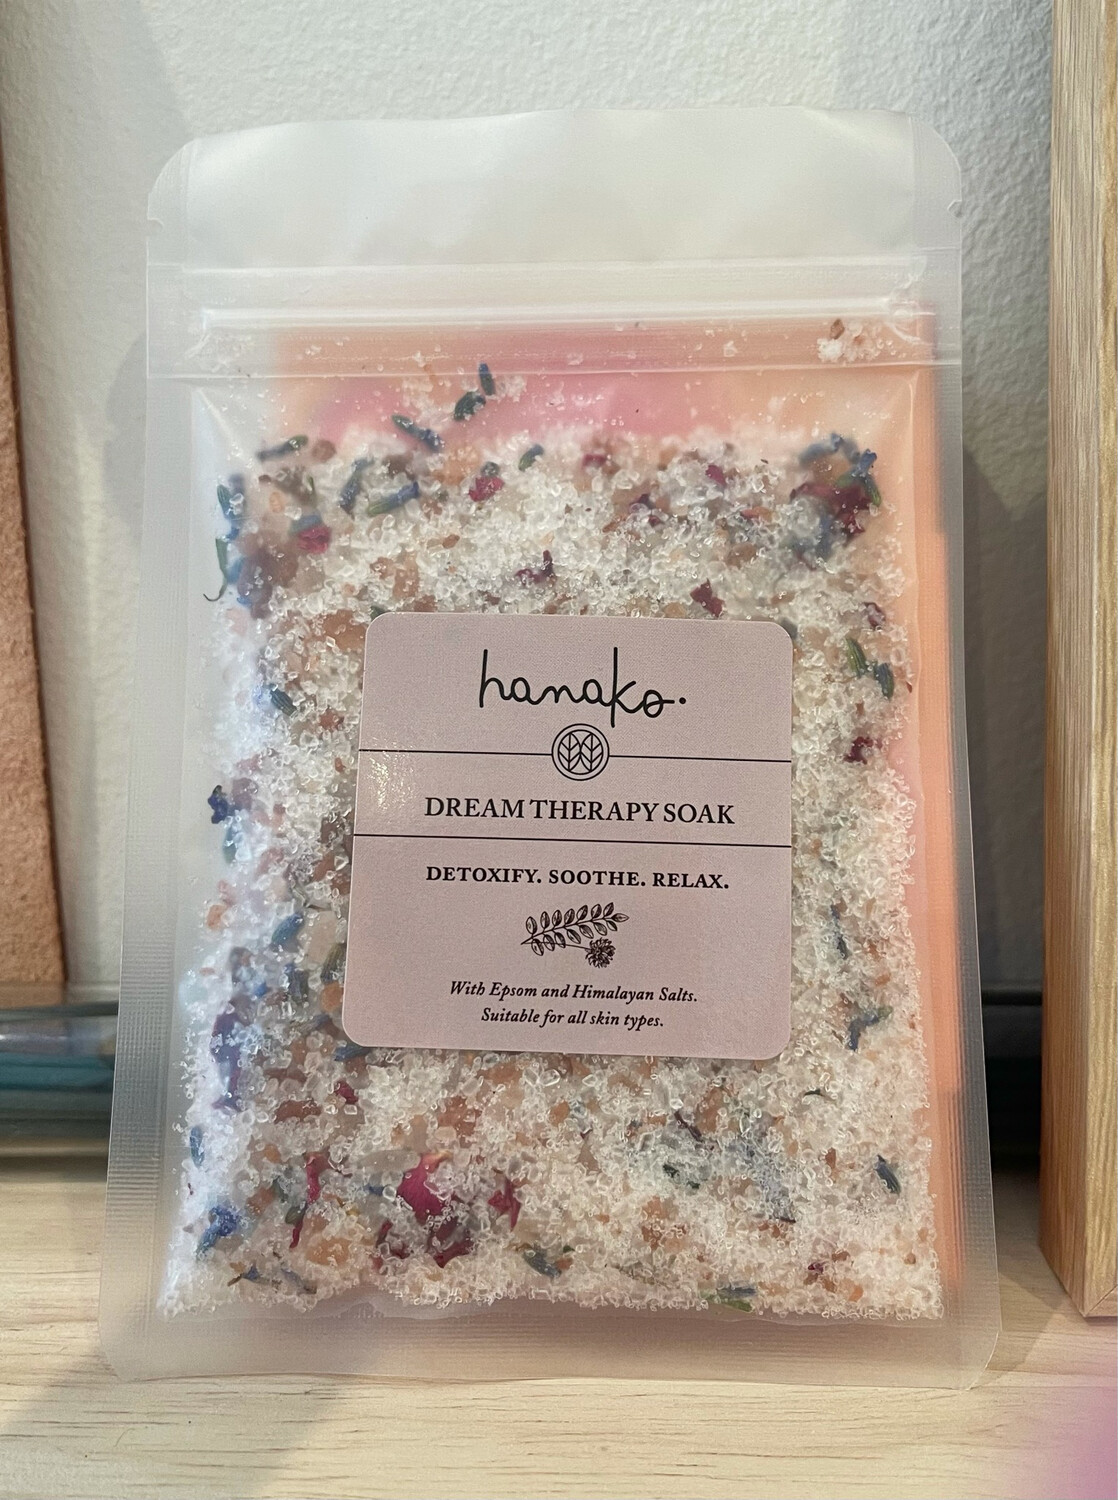 hanako.
DREAM THERAPY SOAK
DETOXIFY. SOOTHE. RELAX.
With Epsom and Himalayan Salts.
Suitable for all skin types.